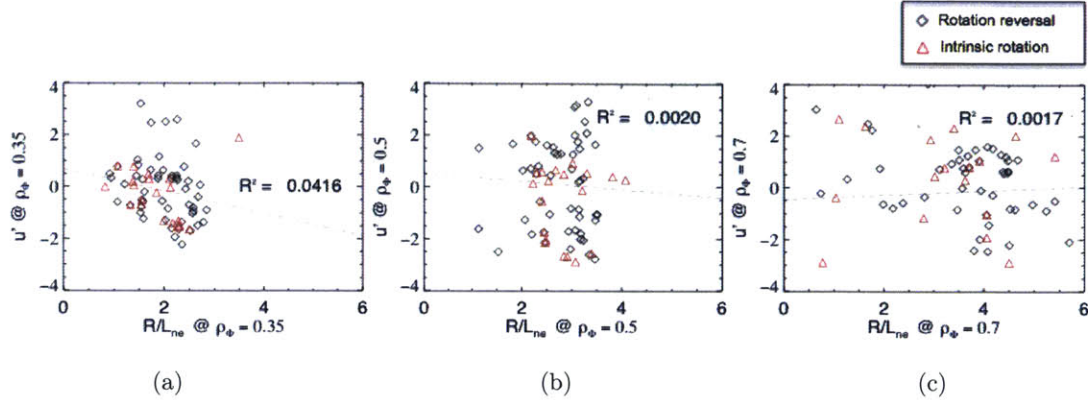 Rotation reversal
Intrinsic rotation
4
2
0
−2
−4
u' @ ρΦ = 0.35
R² = 0.0416
0 2 4 6
R/Lne @ ρΦ = 0.35
(a)
4
2
0
−2
−4
u' @ ρΦ = 0.5
R² = 0.0020
0 2 4 6
R/Lne @ ρΦ = 0.5
(b)
4
2
0
−2
−4
u' @ ρΦ = 0.7
R² = 0.0017
0 2 4 6
R/Lne @ ρΦ = 0.7
(c)